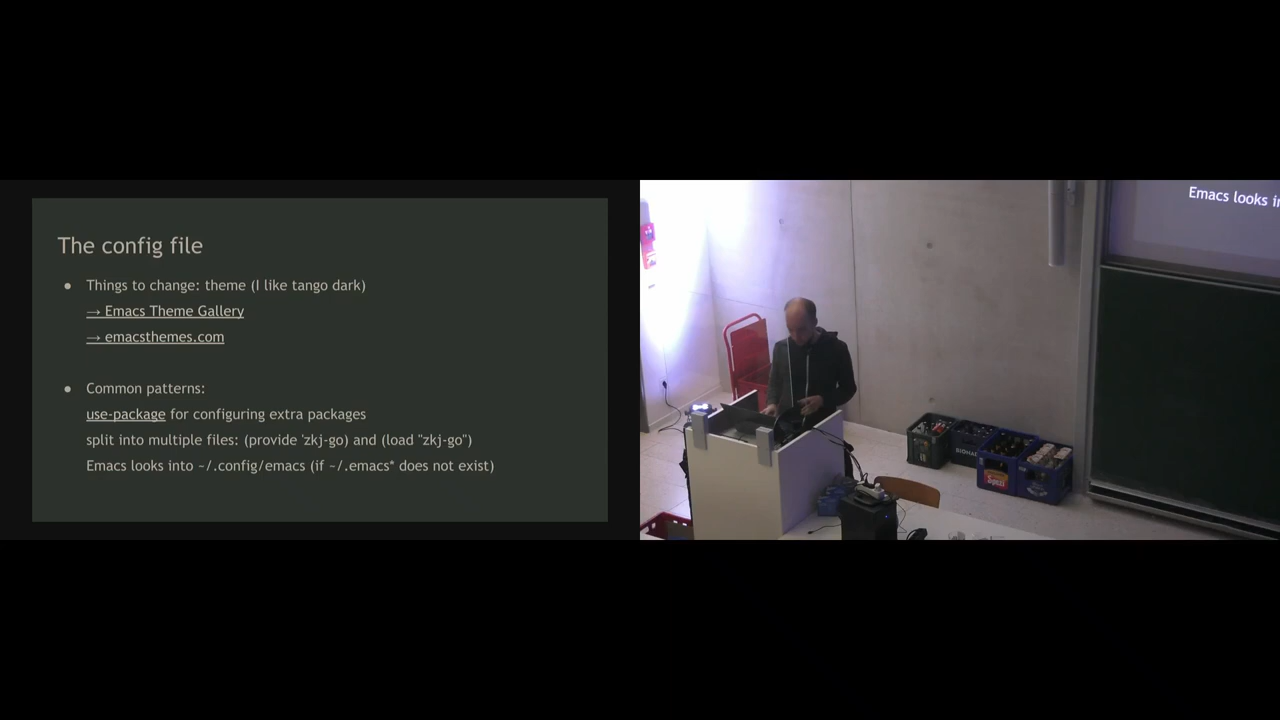 The config file
● Things to change: theme (I like tango dark)
→ Emacs Theme Gallery
→ emacsthemes.com
● Common patterns:
use-package for configuring extra packages
split into multiple files: (provide 'zkj-go) and (load "zkj-go")
Emacs looks into ~/.config/emacs (if ~/.emacs* does not exist)
Emacs looks in
Spezi